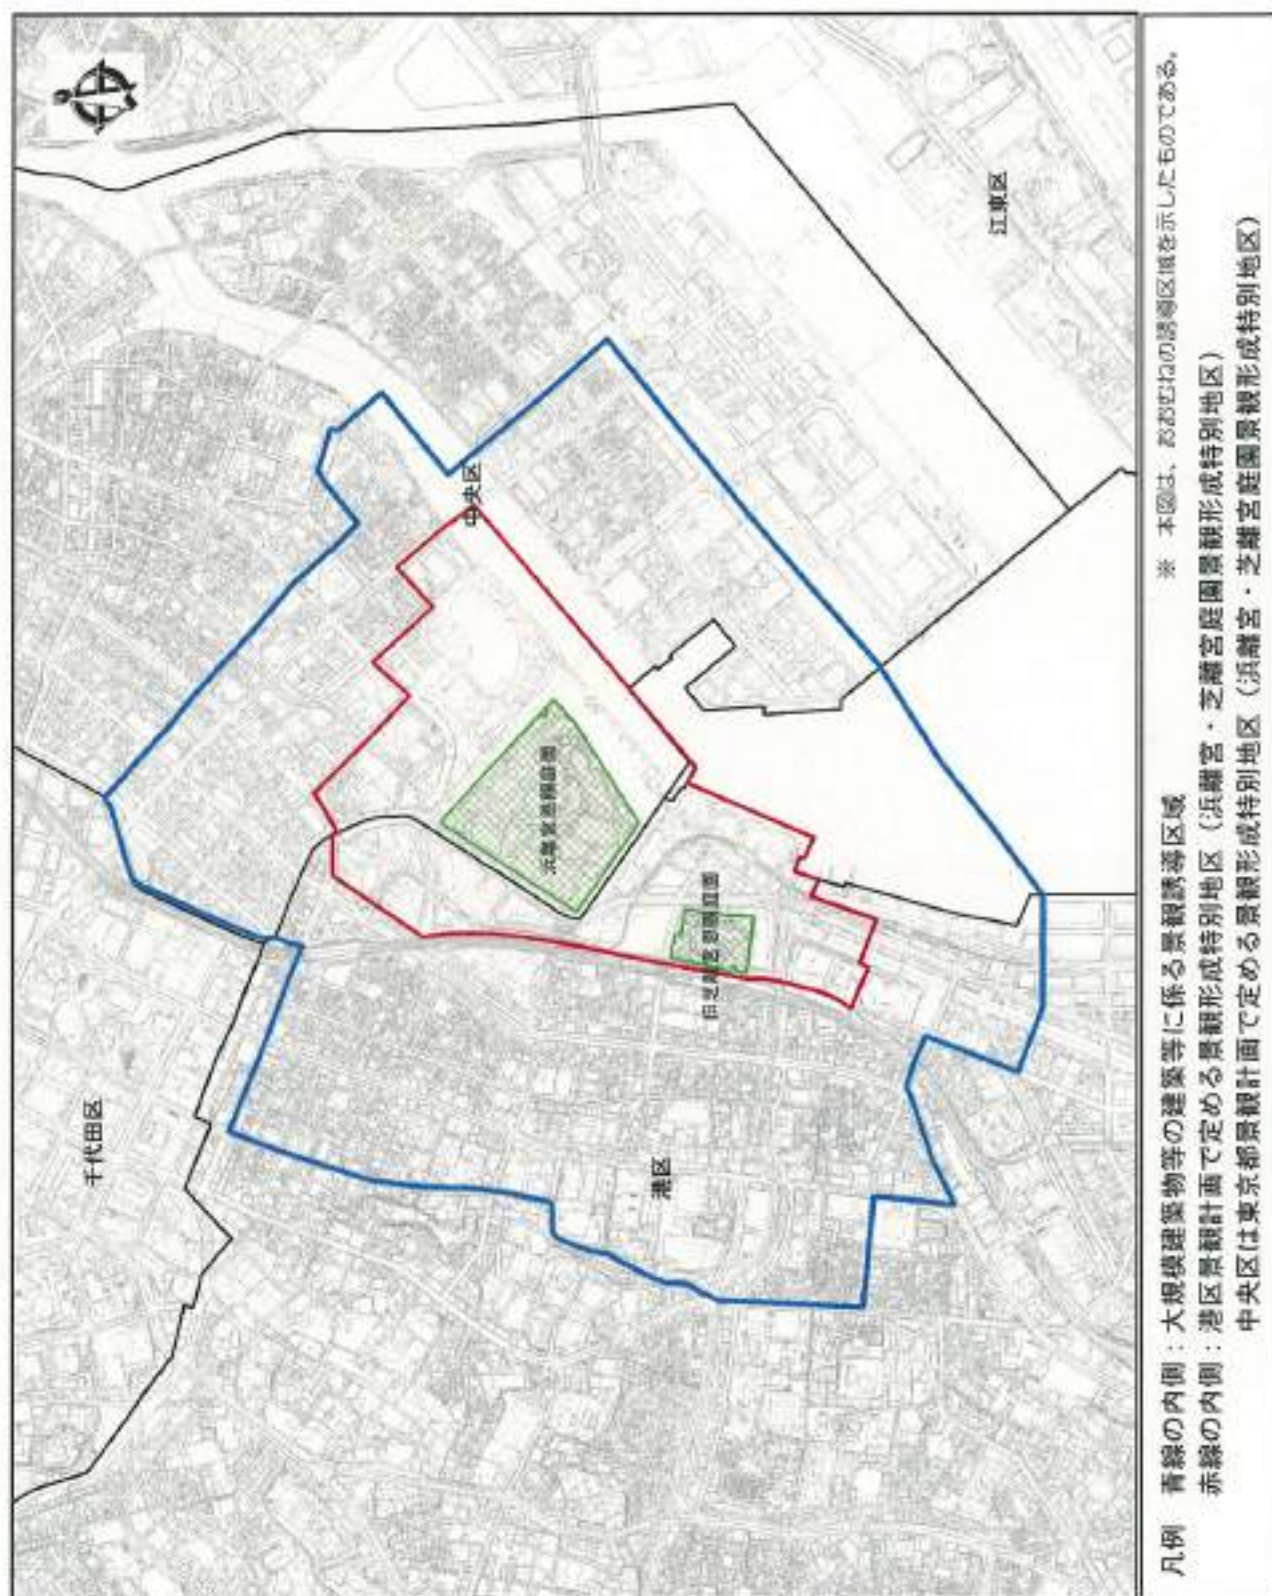 千代田区
中央区
江東区
港区
浜離宮恩賜庭園
旧芝離宮恩賜庭園
※ 本図は、おおむねの誘導区域を示したものである。
凡例 青線の内側：大規模建築物等の建築等に係る景観誘導区域
赤線の内側：港区景観計画で定める景観形成特別地区（浜離宮・芝離宮庭園景観形成特別地区）
中央区は東京都景観計画で定める景観形成特別地区（浜離宮・芝離宮庭園景観形成特別地区）